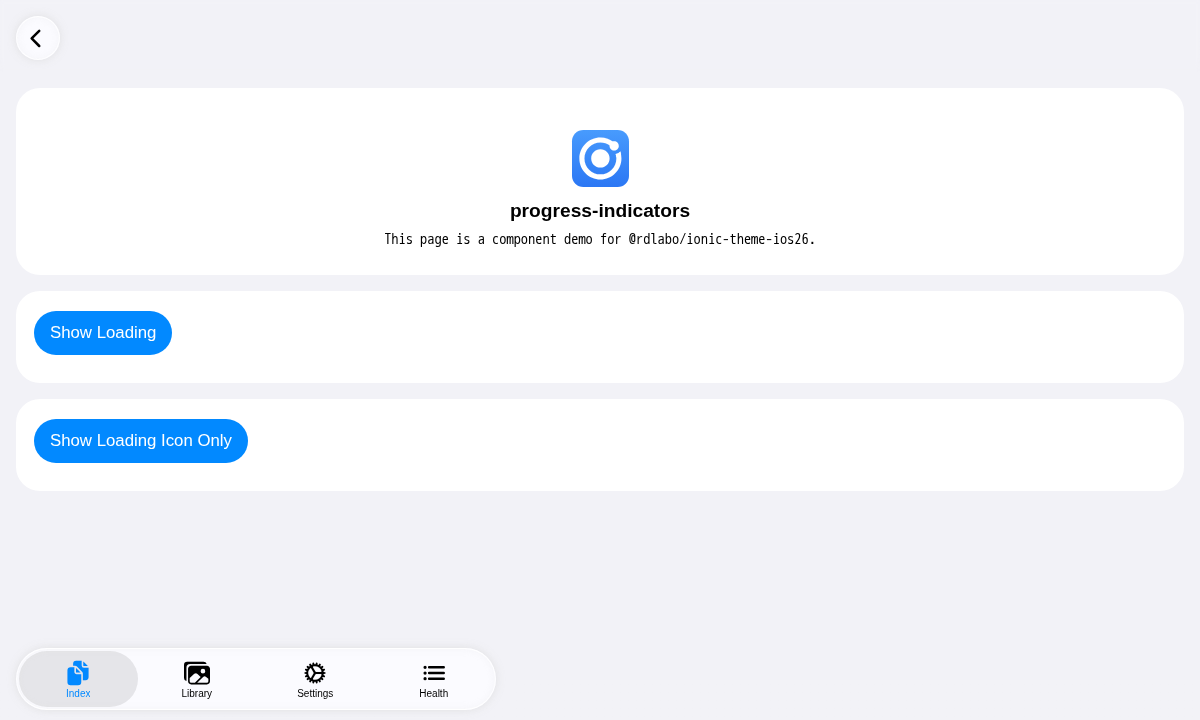 progress-indicators
This page is a component demo for @rdlabo/ionic-theme-ios26.
Show Loading
Show Loading Icon Only
Index
Library
Settings
Health